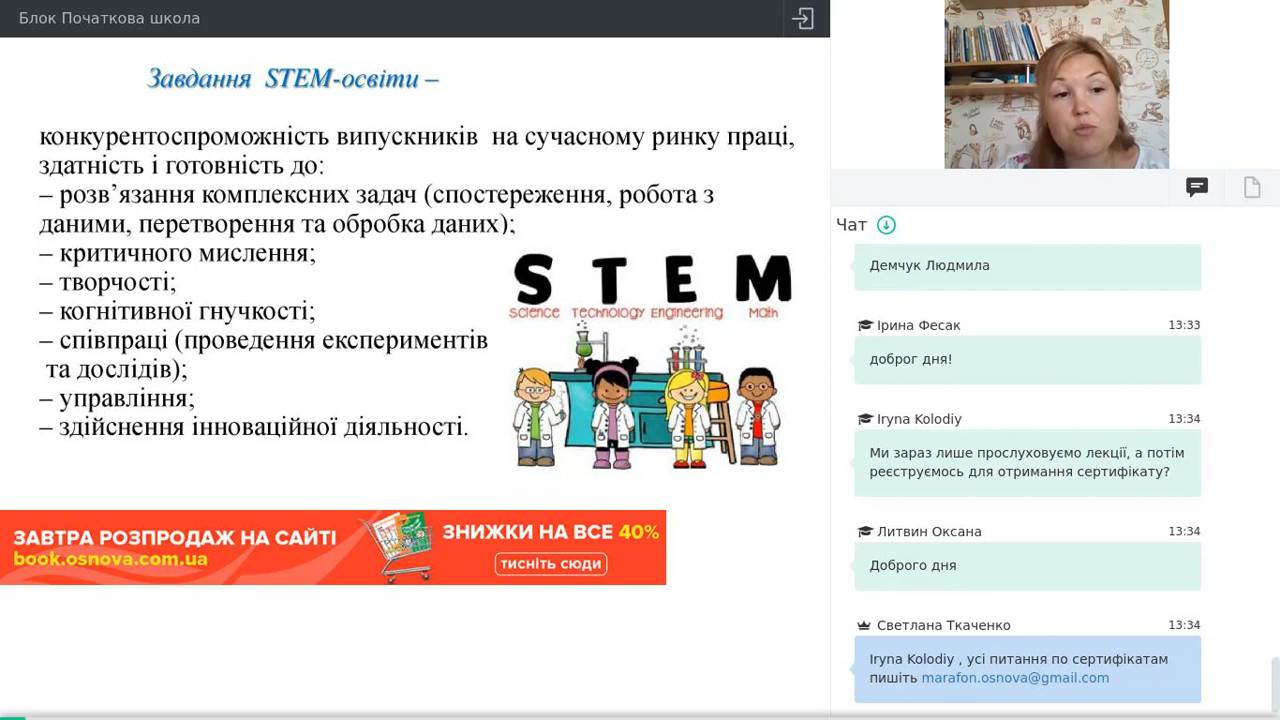 Блок Початкова школа
Завдання STEM-освіти –
конкурентоспроможність випускників на сучасному ринку праці,
здатність і готовність до:
– розв’язання комплексних задач (спостереження, робота з
даними, перетворення та обробка даних);
– критичного мислення;
– творчості;
– когнітивної гнучкості;
– співпраці (проведення експериментів
та дослідів);
– управління;
– здійснення інноваційної діяльності.
STEM
Science Technology Engineering Math
ЗАВТРА РОЗПРОДАЖ НА САЙТІ
book.osnova.com.ua
ЗНИЖКИ НА ВСЕ 40%
тисніть сюди
Чат
Демчук Людмила
Ірина Фесак 13:33
доброг дня!
Iryna Kolodiy 13:34
Ми зараз лише прослуховуємо лекції, а потім
реєструємось для отримання сертифікату?
Литвин Оксана 13:34
Доброго дня
Светлана Ткаченко 13:34
Iryna Kolodiy , усі питання по сертифікатам
пишіть marafon.osnova@gmail.com